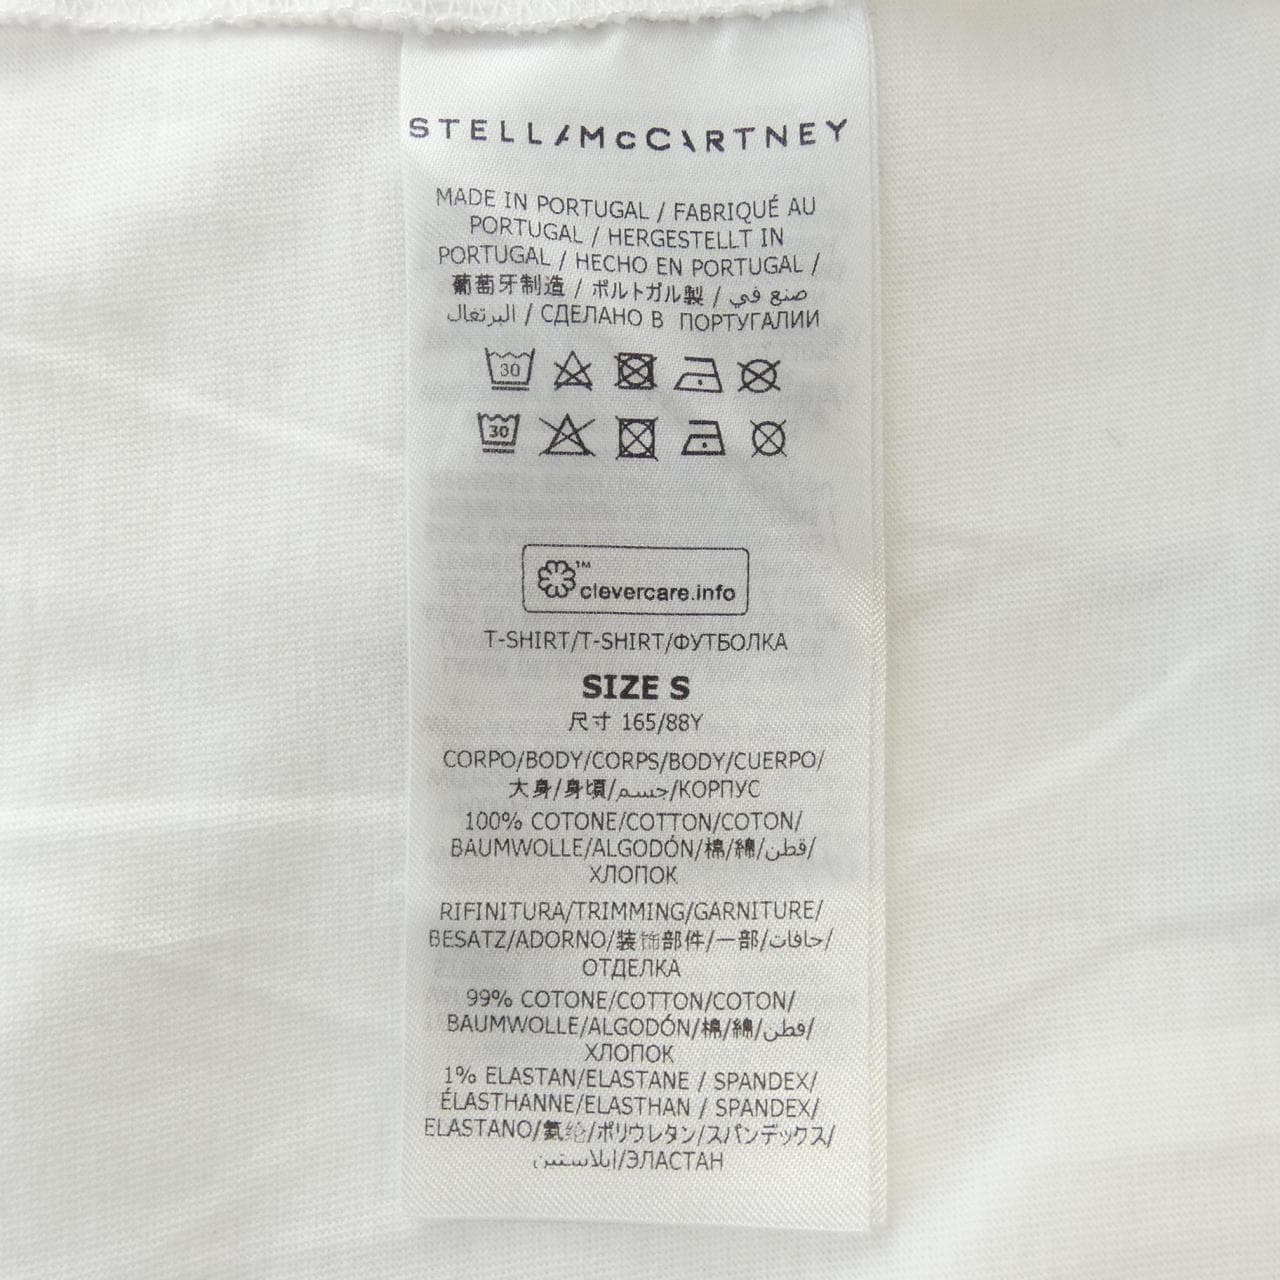 STELLA McCARTNEY
MADE IN PORTUGAL / FABRIQUÉ AU
PORTUGAL / HERGESTELLT IN
PORTUGAL / HECHO EN PORTUGAL /
葡萄牙制造 / ポルトガル製 / صنع في
البرتغال / СДЕЛАНО В ПОРТУГАЛИИ
30
30
™ clevercare.info
T-SHIRT/T-SHIRT/ФУТБОЛКА
SIZE S
尺寸 165/88Y
CORPO/BODY/CORPS/BODY/CUERPO/
大身/身頃/جسم/КОРПУС
100% COTONE/COTTON/COTON/
BAUMWOLLE/ALGODÓN/棉/綿/قطن/
ХЛОПОК
RIFINITURA/TRIMMING/GARNITURE/
BESATZ/ADORNO/装饰部件/一部/حافات/
ОТДЕЛКА
99% COTONE/COTTON/COTON/
BAUMWOLLE/ALGODÓN/棉/綿/قطن/
ХЛОПОК
1% ELASTAN/ELASTANE / SPANDEX/
ÉLASTHANNE/ELASTHAN / SPANDEX/
ELASTANO/氨纶/ポリウレタン/スパンデックス/
ايلاستين/ЭЛАСТАН